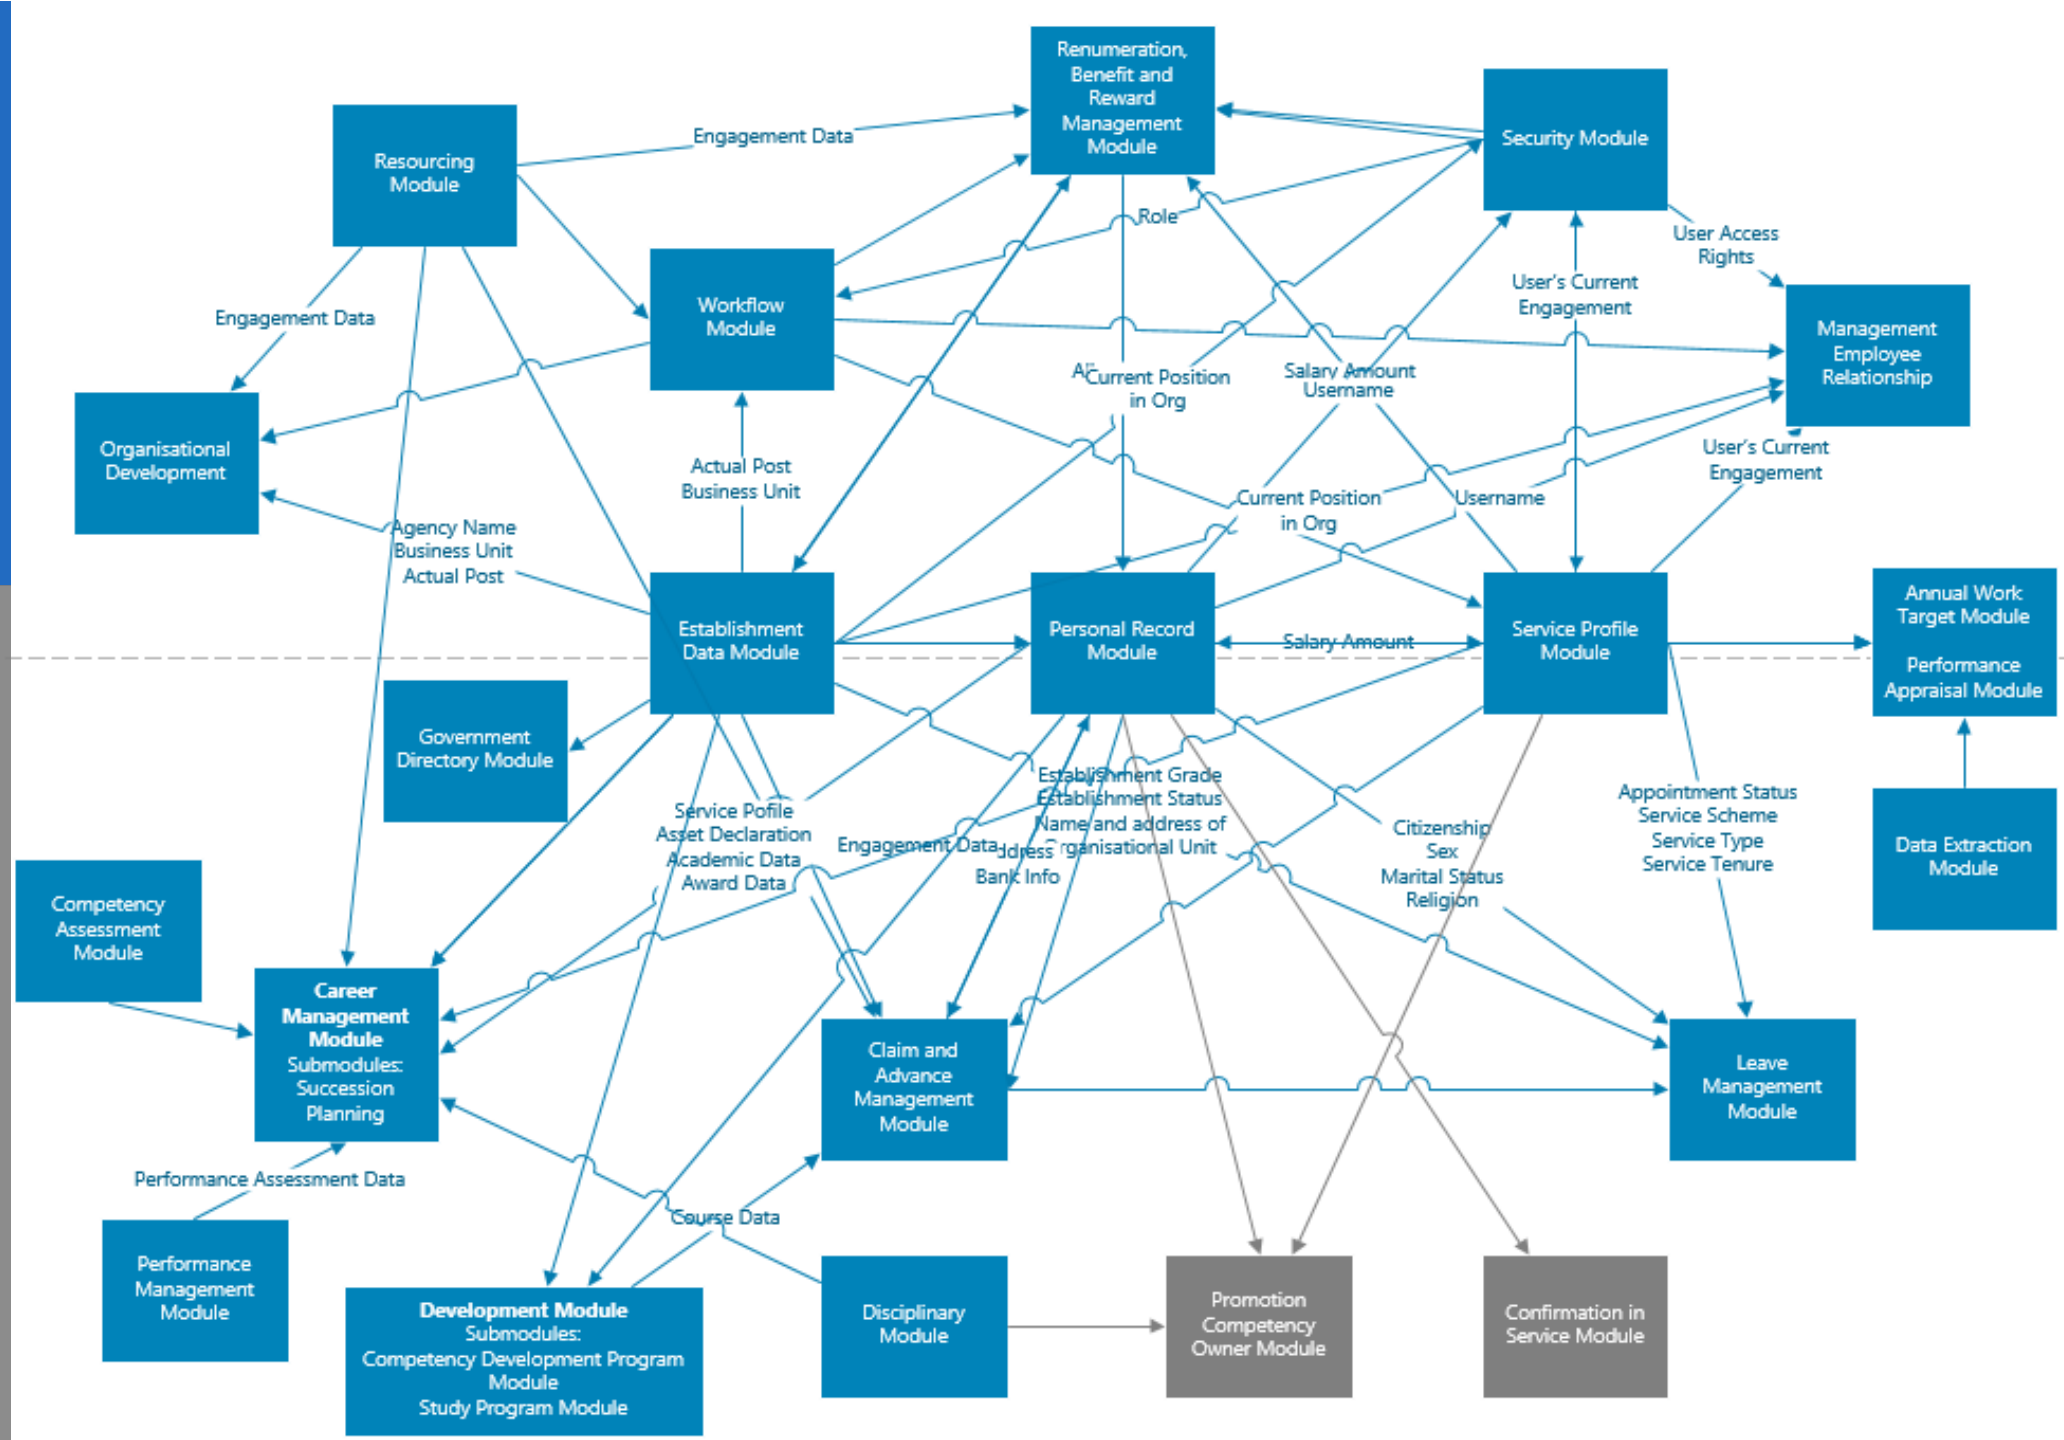 Renumeration,
Benefit and
Reward
Management
Module
Security Module
Resourcing
Module
Engagement Data
Role
User Access
Rights
User's Current
Engagement
Workflow
Module
Engagement Data
Management
Employee
Relationship
Current Position
in Org
Salary Amount
Username
Organisational
Development
Actual Post
Business Unit
User's Current
Engagement
Current Position
in Org
Username
Agency Name
Business Unit
Actual Post
Establishment
Data Module
Personal Record
Module
Salary Amount
Service Profile
Module
Annual Work
Target Module
Performance
Appraisal Module
Government
Directory Module
Service Pofile
Asset Declaration
Academic Data
Award Data
Engagement Data
Establishment Grade
Establishment Status
Name and address of
Organisational Unit
Bank Info
Citizenship
Sex
Marital Status
Religion
Appointment Status
Service Scheme
Service Type
Service Tenure
Data Extraction
Module
Competency
Assessment
Module
Career
Management
Module
Submodules:
Succession
Planning
Claim and
Advance
Management
Module
Leave
Management
Module
Performance Assessment Data
Course Data
Performance
Management
Module
Development Module
Submodules:
Competency Development Program
Module
Study Program Module
Disciplinary
Module
Promotion
Competency
Owner Module
Confirmation in
Service Module